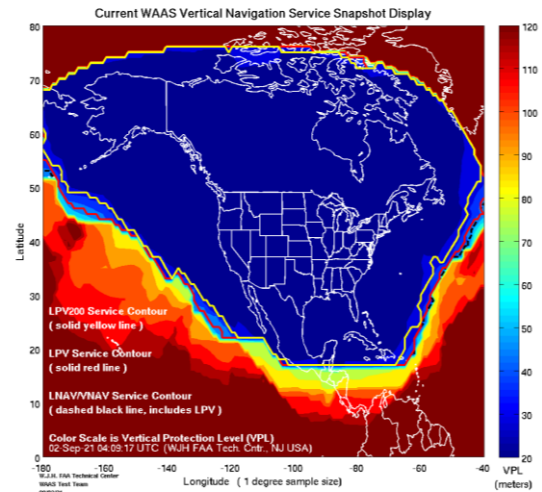 Current WAAS Vertical Navigation Service Snapshot Display
80
70
60
50
40
30
20
10
0
Latitude
LPV200 Service Contour
( solid yellow line )
LPV Service Contour
( solid red line )
LNAV/VNAV Service Contour
( dashed black line, includes LPV )
Color Scale is Vertical Protection Level (VPL)
02-Sep-21 04:09:17 UTC (WJH FAA Tech. Cntr., NJ USA)
-180 -160 -140 -120 -100 -80 -60 -40
Longitude ( 1 degree sample size)
W.J.H. FAA Technical Center
WAAS Test Team
120
110
100
90
80
70
60
50
40
30
20
VPL
(meters)